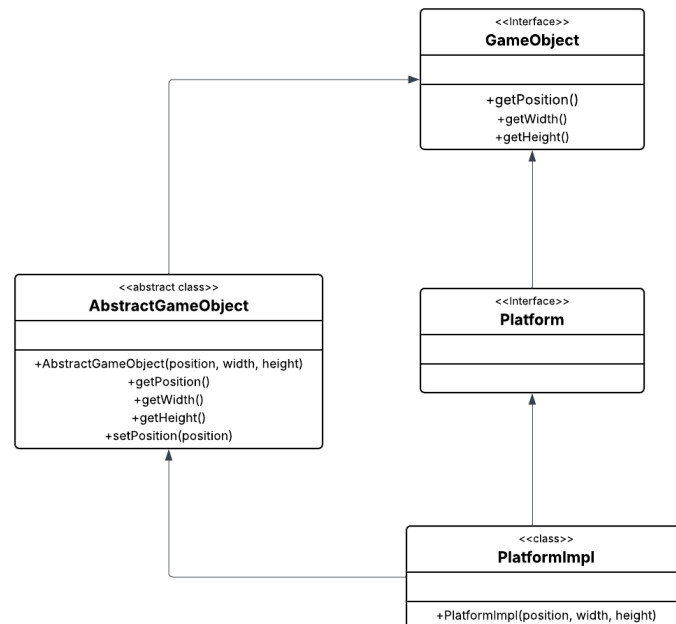 <<Interface>>
GameObject
+getPosition()
+getWidth()
+getHeight()
<<abstract class>>
AbstractGameObject
+AbstractGameObject(position, width, height)
+getPosition()
+getWidth()
+getHeight()
+setPosition(position)
<<Interface>>
Platform
<<class>>
PlatformImpl
+PlatformImpl(position, width, height)